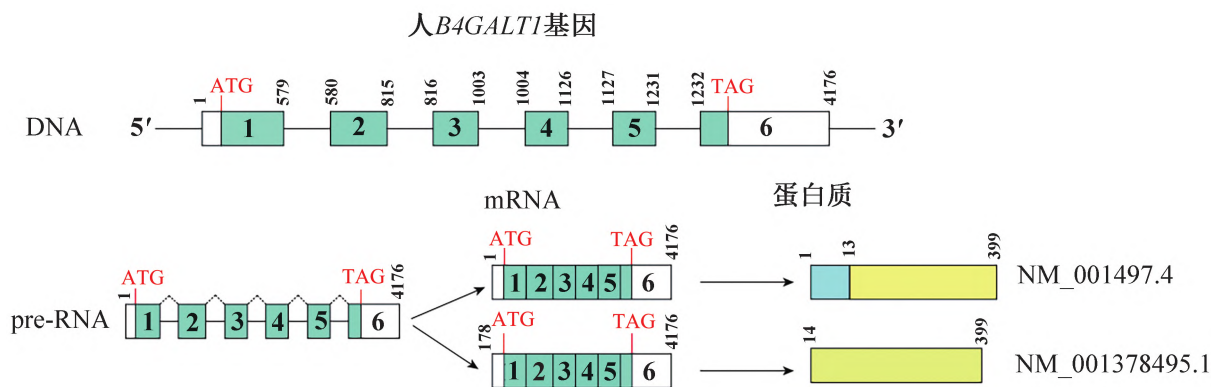 人B4GALT1基因
1 ATG 579 580 815 816 1003 1004 1126 1127 1231 1232 TAG 4176
DNA 5′ 1 2 3 4 5 6 3′
mRNA 蛋白质
1 ATG TAG 4176 1 13 399
1 2 3 4 5 6 NM_001497.4
1 ATG TAG 4176
pre-RNA 1 2 3 4 5 6
178 ATG TAG 4176 14 399
1 2 3 4 5 6 NM_001378495.1